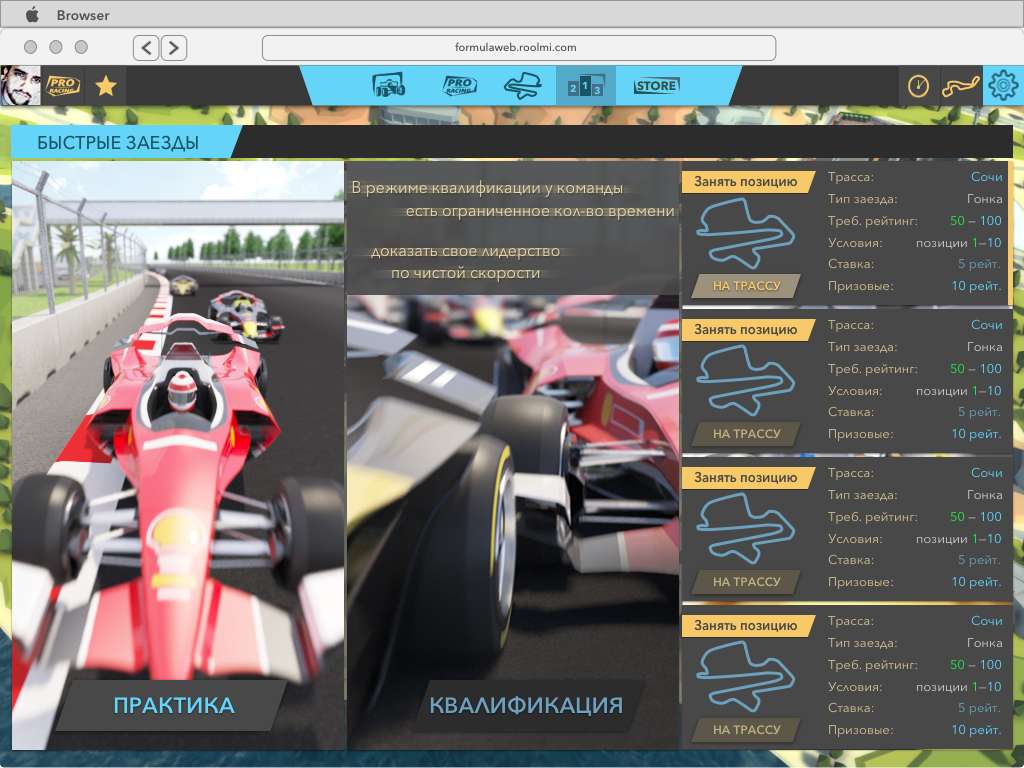 Browser
formulaweb.roolmi.com
PRO RACING
PRO RACING
2 1 3
STORE
БЫСТРЫЕ ЗАЕЗДЫ
В режиме квалификации у команды
есть ограниченное кол-во времени
доказать свое лидерство
по чистой скорости
ПРАКТИКА
КВАЛИФИКАЦИЯ
Занять позицию
Трасса: Сочи
Тип заезда: Гонка
Треб. рейтинг: 50 – 100
Условия: позиции 1–10
Ставка: 5 рейт.
Призовые: 10 рейт.
НА ТРАССУ
Занять позицию
Трасса: Сочи
Тип заезда: Гонка
Треб. рейтинг: 50 – 100
Условия: позиции 1–10
Ставка: 5 рейт.
Призовые: 10 рейт.
НА ТРАССУ
Занять позицию
Трасса: Сочи
Тип заезда: Гонка
Треб. рейтинг: 50 – 100
Условия: позиции 1–10
Ставка: 5 рейт.
Призовые: 10 рейт.
НА ТРАССУ
Занять позицию
Трасса: Сочи
Тип заезда: Гонка
Треб. рейтинг: 50 – 100
Условия: позиции 1–10
Ставка: 5 рейт.
Призовые: 10 рейт.
НА ТРАССУ